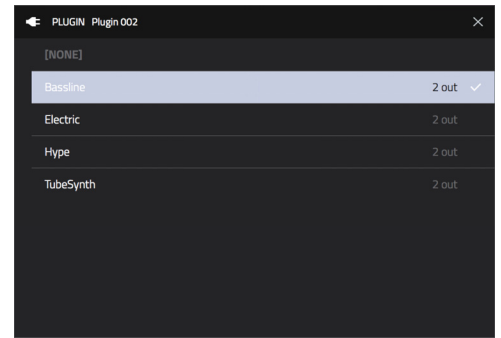 PLUGIN Plugin 002
[NONE]
Bassline 2 out
Electric 2 out
Hype 2 out
TubeSynth 2 out